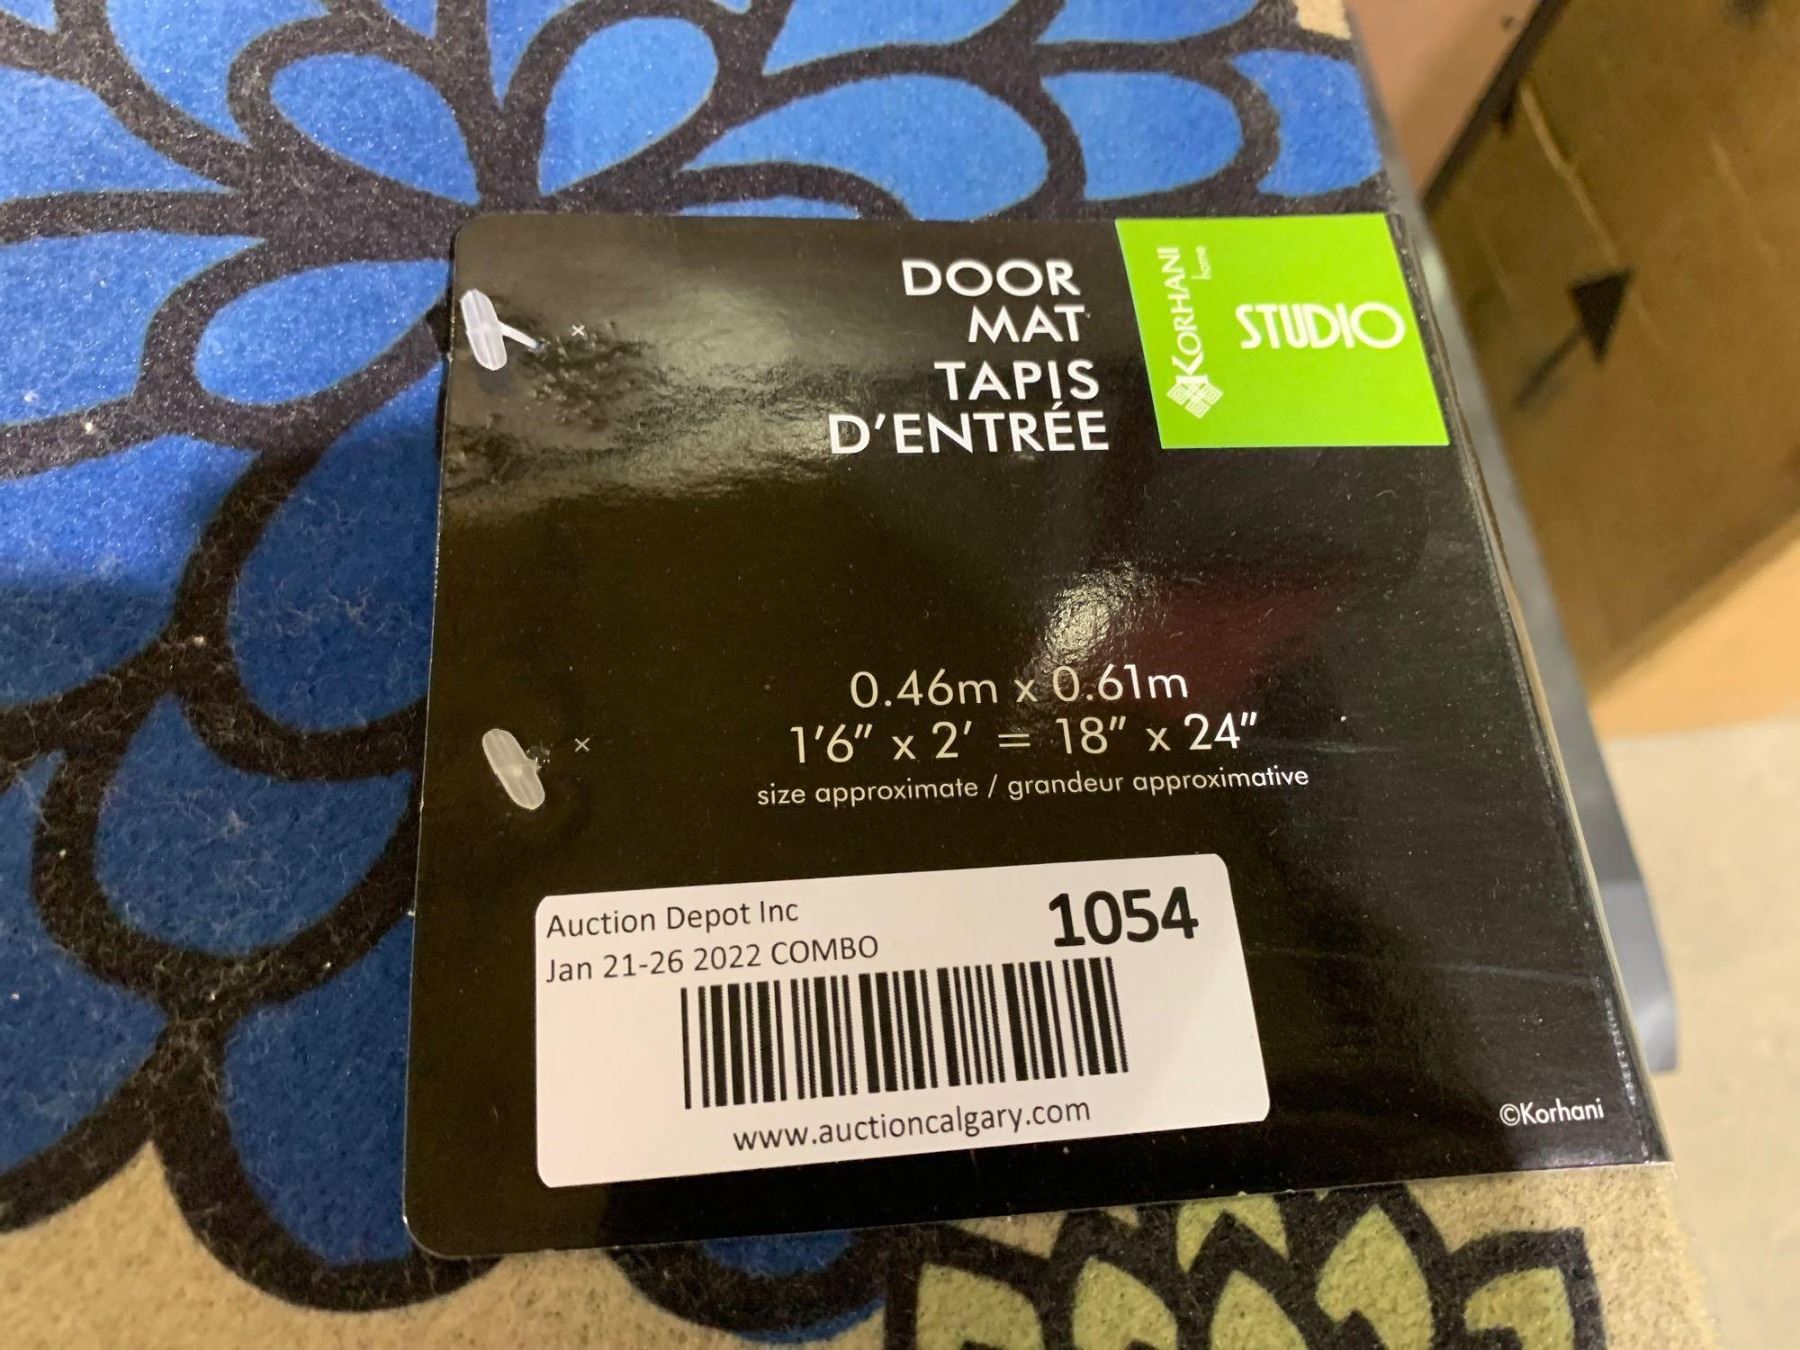 DOOR
MAT
TAPIS
D'ENTRÉE
KORHANI
home
STUDIO
0.46m x 0.61m
1'6" x 2' = 18" x 24"
size approximate / grandeur approximative
Auction Depot Inc
1054
Jan 21-26 2022 COMBO
www.auctioncalgary.com
©Korhani